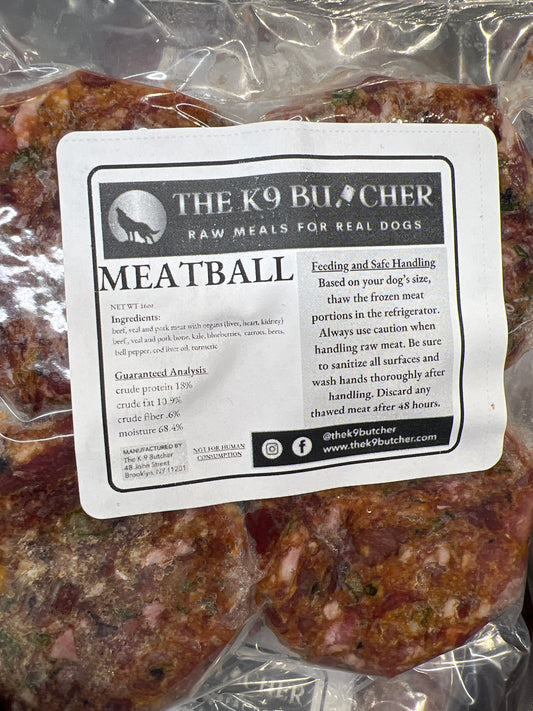 THE K9 BUTCHER
RAW MEALS FOR REAL DOGS
MEATBALL
NET WT 16oz
Ingredients:
beef, veal and pork meat with organs (liver, heart, kidney)
beef, veal and pork bone, kale, blueberries, carrots, beets,
bell pepper, cod liver oil, turmeric
Guaranteed Analysis
crude protein 18%
crude fat 10.9%
crude fiber .6%
moisture 68.4%
MANUFACTURED BY
The K-9 Butcher
48 John Street
Brooklyn, NY 11201
NOT FOR HUMAN
CONSUMPTION
Feeding and Safe Handling
Based on your dog's size,
thaw the frozen meat
portions in the refrigerator.
Always use caution when
handling raw meat. Be sure
to sanitize all surfaces and
wash hands thoroughly after
handling. Discard any
thawed meat after 48 hours.
@thek9butcher
www.thek9butcher.com
BUTCHER